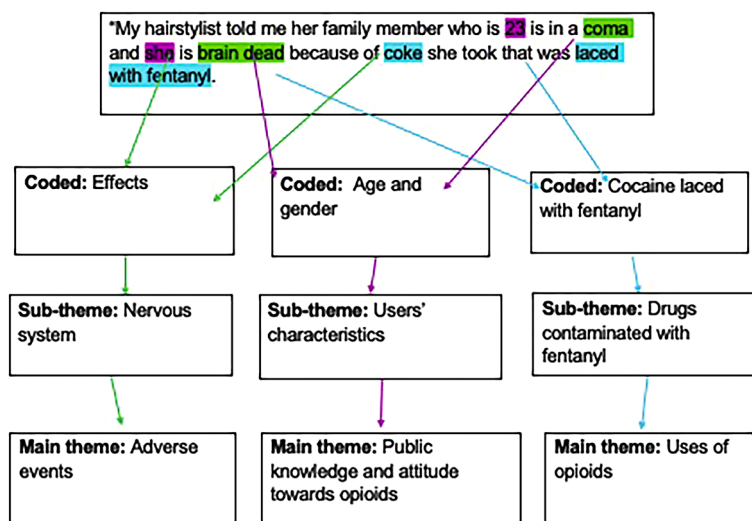 *My hairstylist told me her family member who is 23 is in a coma
and she is brain dead because of coke she took that was laced
with fentanyl.
Coded: Effects
Coded: Age and
gender
Coded: Cocaine laced
with fentanyl
Sub-theme: Nervous
system
Sub-theme: Users'
characteristics
Sub-theme: Drugs
contaminated with
fentanyl
Main theme: Adverse
events
Main theme: Public
knowledge and attitude
towards opioids
Main theme: Uses of
opioids